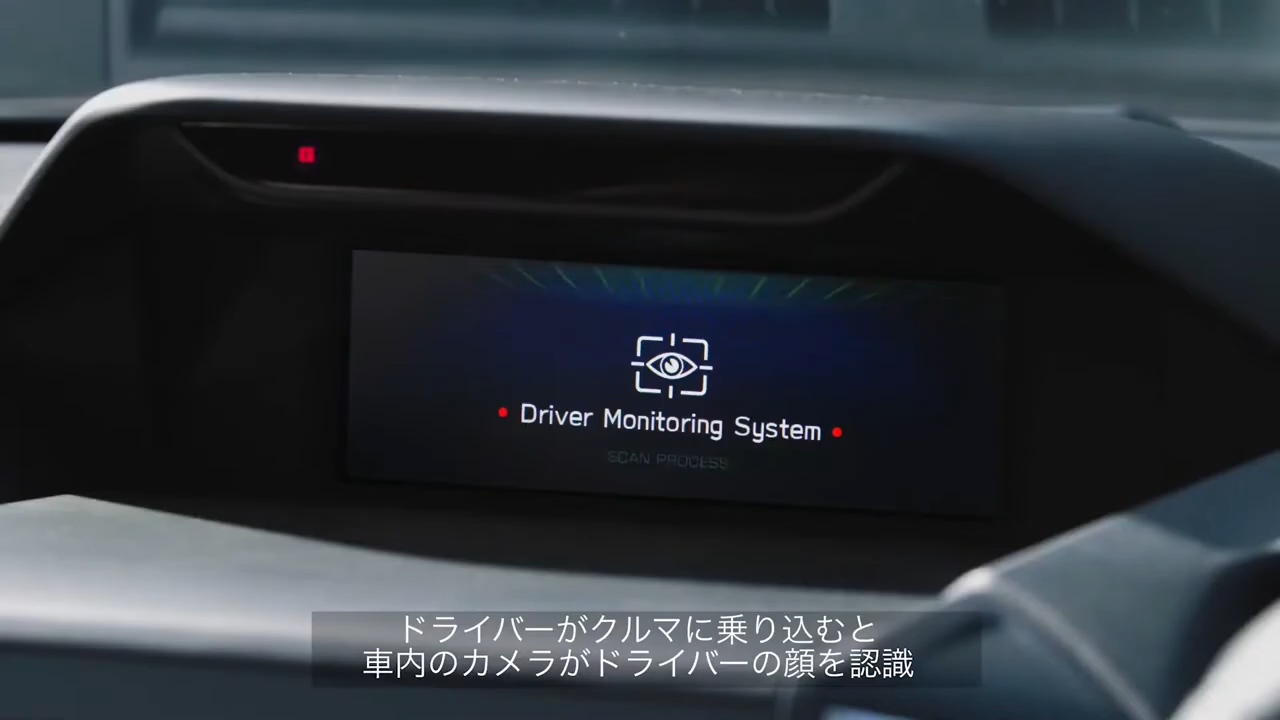 Driver Monitoring System
SCAN PROCESS
ドライバーがクルマに乗り込むと
車内のカメラがドライバーの顔を認識